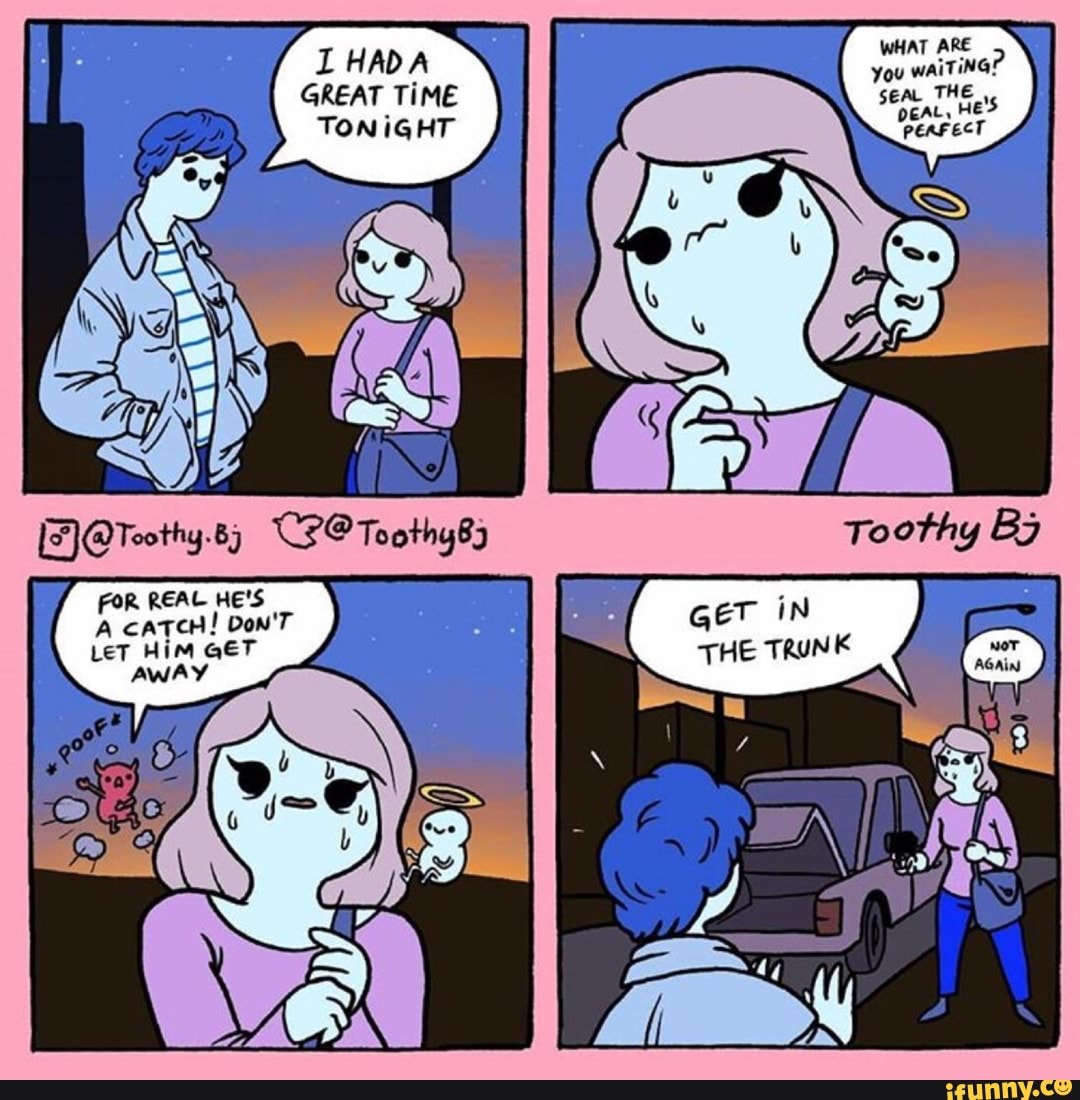 I HAD A
GREAT TiME
TONiGHT
WHAT ARE
YOU WAiTiNG?
SEAL THE
DEAL, HE'S
PERFECT
@Toothy.Bj
@ToothyBj
Toothy Bj
FOR REAL HE'S
A CATCH! DON'T
LET HiM GET
AWAY
*POOF*
GET iN
THE TRUNK
NOT
AGAiN
ifunny.co